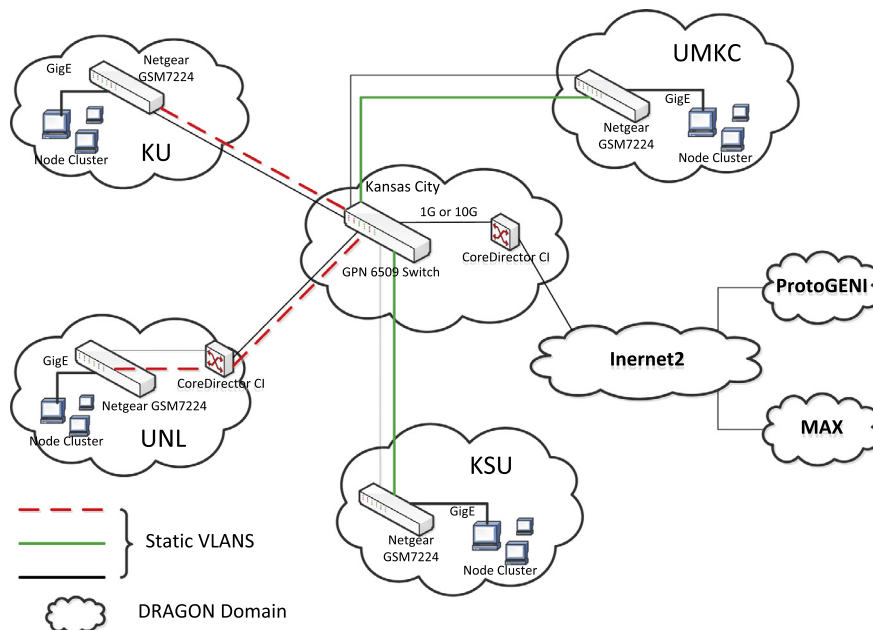 GigE
Netgear
GSM7224
Node Cluster
KU
UMKC
GigE
Netgear
GSM7224
Node Cluster
Kansas City
1G or 10G
CoreDirector CI
GPN 6509 Switch
ProtoGENI
Inernet2
MAX
GigE
CoreDirector CI
Netgear GSM7224
Node Cluster
UNL
KSU
GigE
Netgear
GSM7224
Node Cluster
Static VLANS
DRAGON Domain